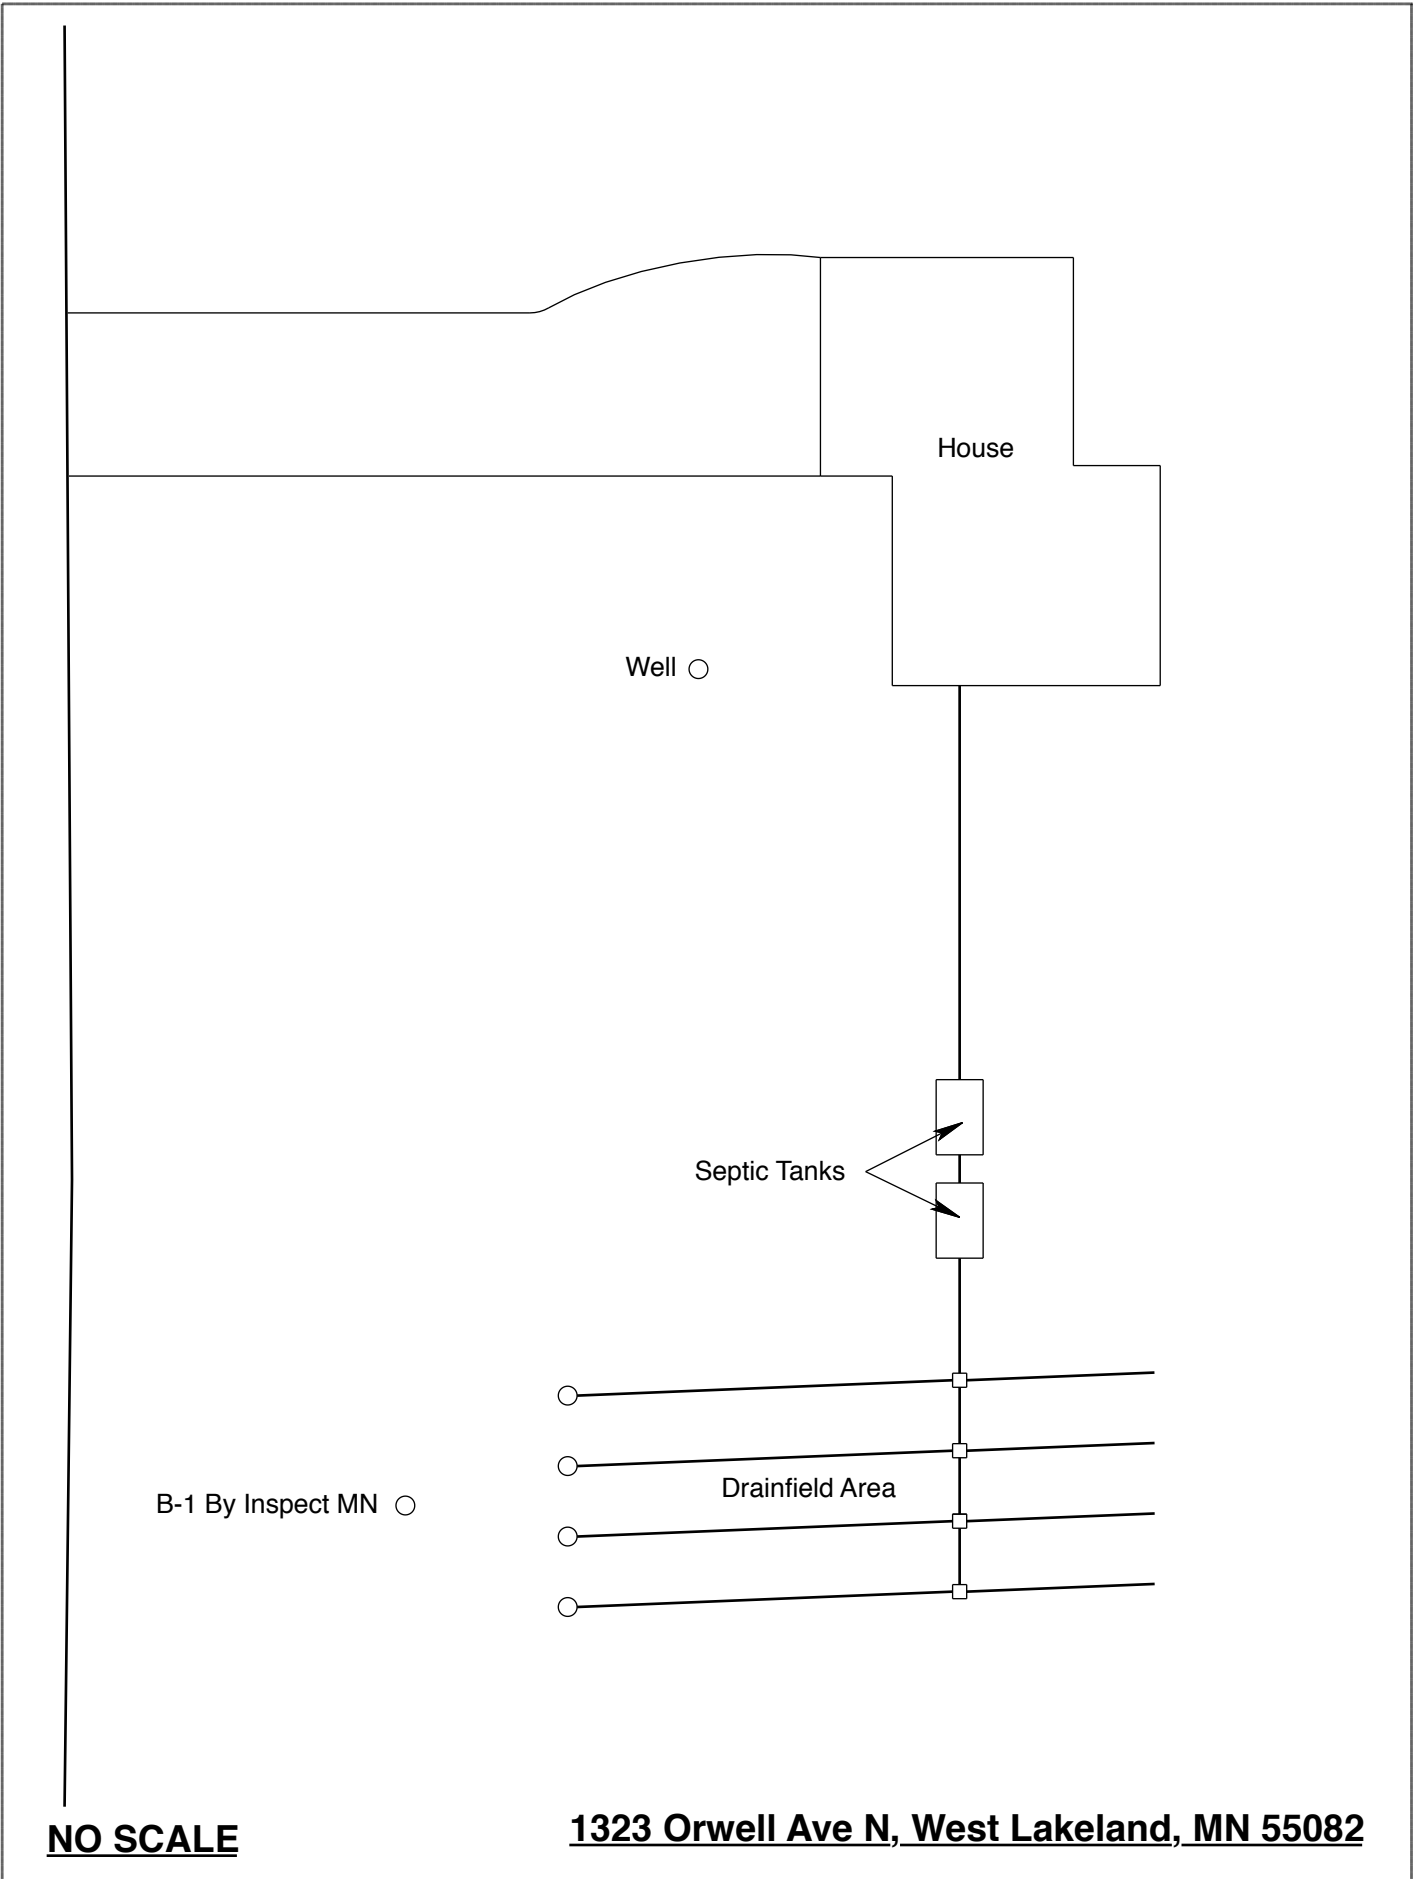 House
Well
Septic Tanks
Drainfield Area
B-1 By Inspect MN
NO SCALE
1323 Orwell Ave N, West Lakeland, MN 55082